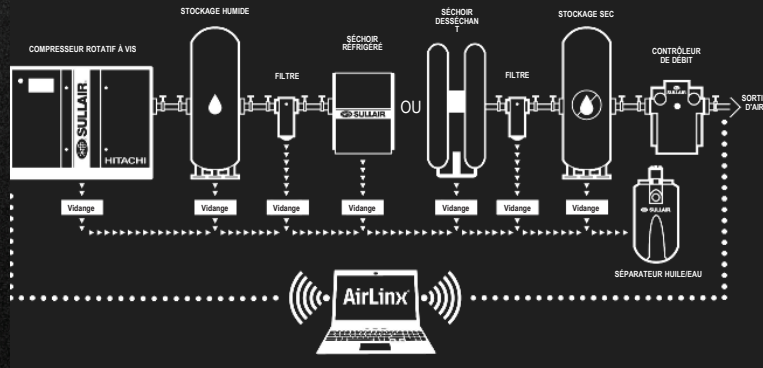 STOCKAGE HUMIDE
SÉCHOIR
DESSÉCHAN
T
STOCKAGE SEC
COMPRESSEUR ROTATIF À VIS
SÉCHOIR
RÉFRIGÉRÉ
FILTRE
FILTRE
CONTRÔLEUR
DE DÉBIT
SULLAIR
HITACHI
SULLAIR
OU
SULLAIR
SORTI
D'AIR
Vidange
Vidange
Vidange
Vidange
Vidange
Vidange
Vidange
SULLAIR
SÉPARATEUR HUILE/EAU
AirLinx